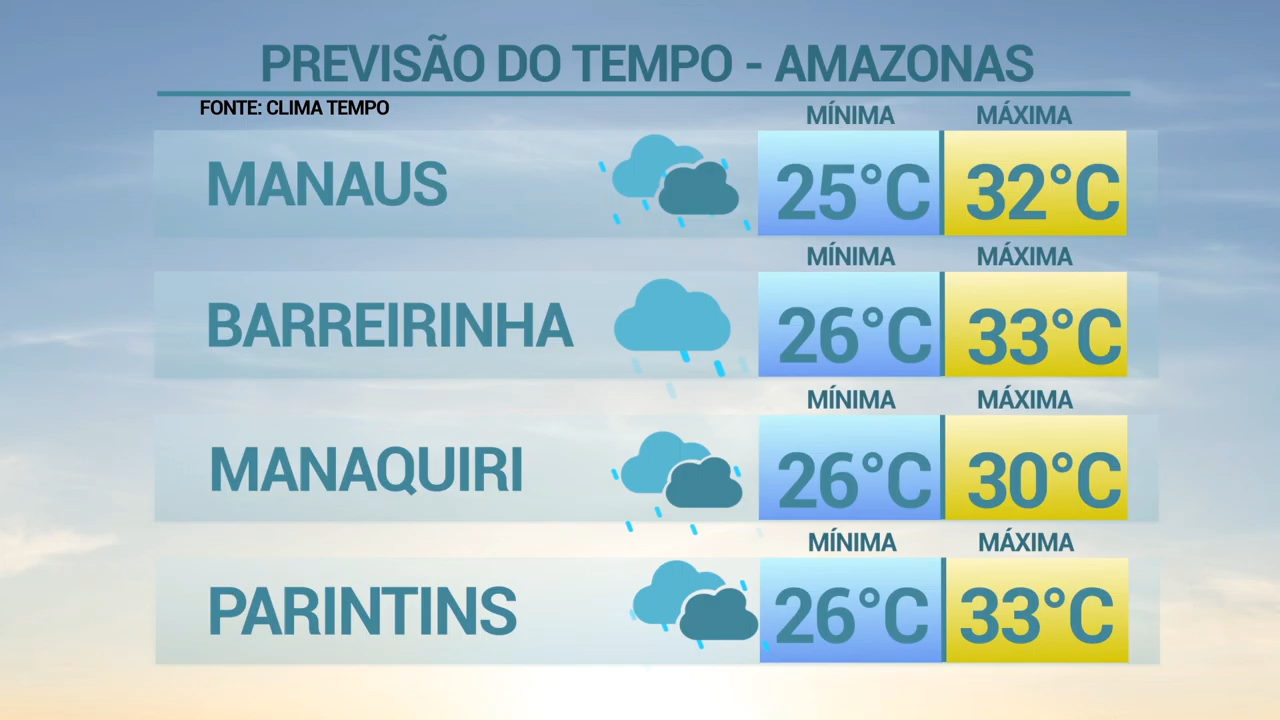 PREVISÃO DO TEMPO - AMAZONAS
FONTE: CLIMA TEMPO
MÍNIMA MÁXIMA
MANAUS 25°C 32°C
MÍNIMA MÁXIMA
BARREIRINHA 26°C 33°C
MÍNIMA MÁXIMA
MANAQUIRI 26°C 30°C
MÍNIMA MÁXIMA
PARINTINS 26°C 33°C